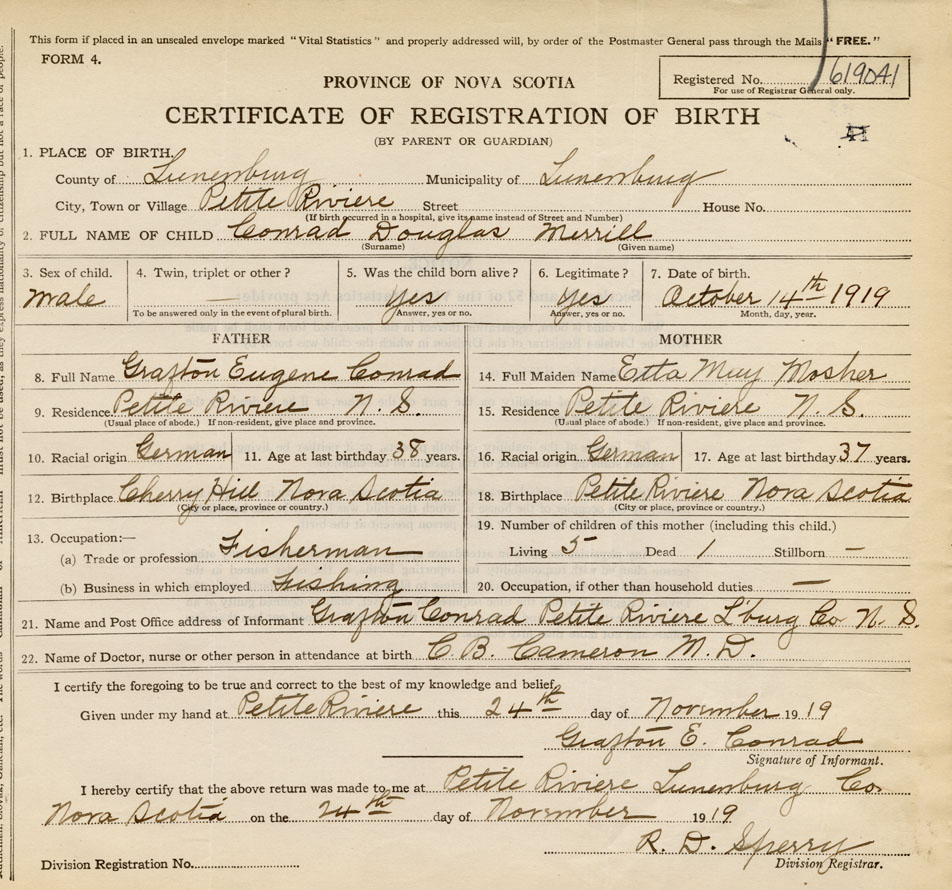 This form if placed in an unsealed envelope marked "Vital Statistics" and properly addressed will, by order of the Postmaster General pass through the Mails "FREE."
FORM 4.
PROVINCE OF NOVA SCOTIA
Registered No. 619041
For use of Registrar General only.
CERTIFICATE OF REGISTRATION OF BIRTH
(BY PARENT OR GUARDIAN)
1. PLACE OF BIRTH.
County of Lunenburg Municipality of Lunenburg
City, Town or Village Petite Riviere Street House No.
(If birth occurred in a hospital, give its name instead of Street and Number)
2. FULL NAME OF CHILD Conrad Douglas Merrill
(Surname) (Given name)
3. Sex of child. 4. Twin, triplet or other? 5. Was the child born alive? 6. Legitimate? 7. Date of birth.
Male — Yes Yes October 14th 1919
To be answered only in the event of plural birth. Answer, yes or no. Answer, yes or no. Month, day, year.
FATHER MOTHER
8. Full Name Grafton Eugene Conrad 14. Full Maiden Name Etta May Mosher
9. Residence. Petite Riviere N. S. 15. Residence Petite Riviere N. S.
(Usual place of abode.) If non-resident, give place and province. (Usual place of abode.) If non-resident, give place and province.
10. Racial origin German 11. Age at last birthday 38 years. 16. Racial origin German 17. Age at last birthday 37 years.
12. Birthplace Cherry Hill Nova Scotia 18. Birthplace Petite Riviere Nova Scotia
(City or place, province or country.) (City or place, province or country.)
13. Occupation:— 19. Number of children of this mother (including this child.)
(a) Trade or profession Fisherman Living 5 Dead 1 Stillborn —
(b) Business in which employed Fishing 20. Occupation, if other than household duties —
21. Name and Post Office address of Informant Grafton Conrad Petite Riviere L'burg Co N. S.
22. Name of Doctor, nurse or other person in attendance at birth C. B. Cameron M. D.
I certify the foregoing to be true and correct to the best of my knowledge and belief.
Given under my hand at Petite Riviere this 24th day of November 1919
Grafton E. Conrad
Signature of Informant.
I hereby certify that the above return was made to me at Petite Riviere Lunenburg Co.
Nova Scotia on the 24th day of November 1919
R. D. Sperry
Division Registrar.
Division Registration No.